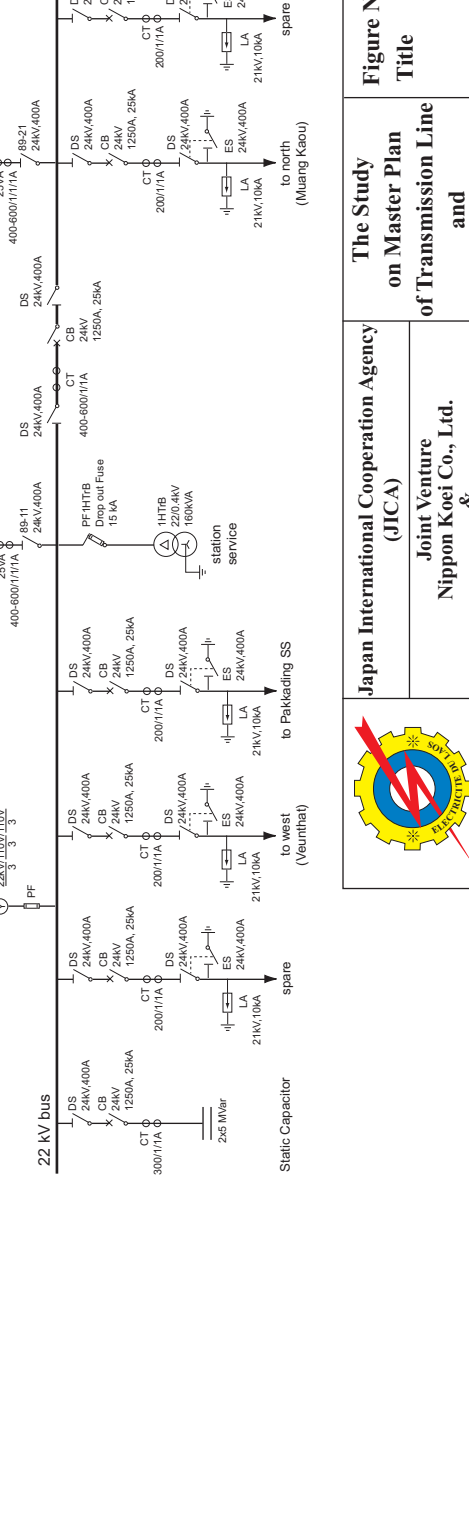 22 kV bus
DS
24kV,400A
CB
24kV
1250A, 25kA
CT
300/1/1A
2x5 MVar
Static Capacitor
DS
24kV,400A
CB
24kV
1250A, 25kA
CT
200/1/1A
DS
24kV,400A
ES
24kV,400A
LA
21kV,10kA
spare
22kV/110V/110V
3 3 3
PF
DS
24kV,400A
CB
24kV
1250A, 25kA
CT
200/1/1A
DS
24kV,400A
ES
24kV,400A
LA
21kV,10kA
to west
(Veunthat)
DS
24kV,400A
CB
24kV
1250A, 25kA
CT
200/1/1A
DS
24kV,400A
ES
24kV,400A
LA
21kV,10kA
to Pakkading SS
25VA
400-600/1/1/1A
89-11
24kV,400A
PF1HTrB
Drop out Fuse
15 kA
1HTrB
22/0.4kV
160kVA
station
service
DS
24kV,400A
CT
400-600/1/1A
CB
24kV
1250A, 25kA
DS
24kV,400A
25VA
400-600/1/1/1A
89-21
24kV,400A
DS
24kV,400A
CB
24kV
1250A, 25kA
CT
200/1/1A
DS
24kV,400A
ES
24kV,400A
LA
21kV,10kA
to north
(Muang Kaou)
CT
200/1/1A
ES
LA
21kV,10kA
spare
ELECTRICITE DU LAOS
Japan International Cooperation Agency
(JICA)
Joint Venture
Nippon Koei Co., Ltd.
&
The Study
on Master Plan
of Transmission Line
and
Figure N
Title